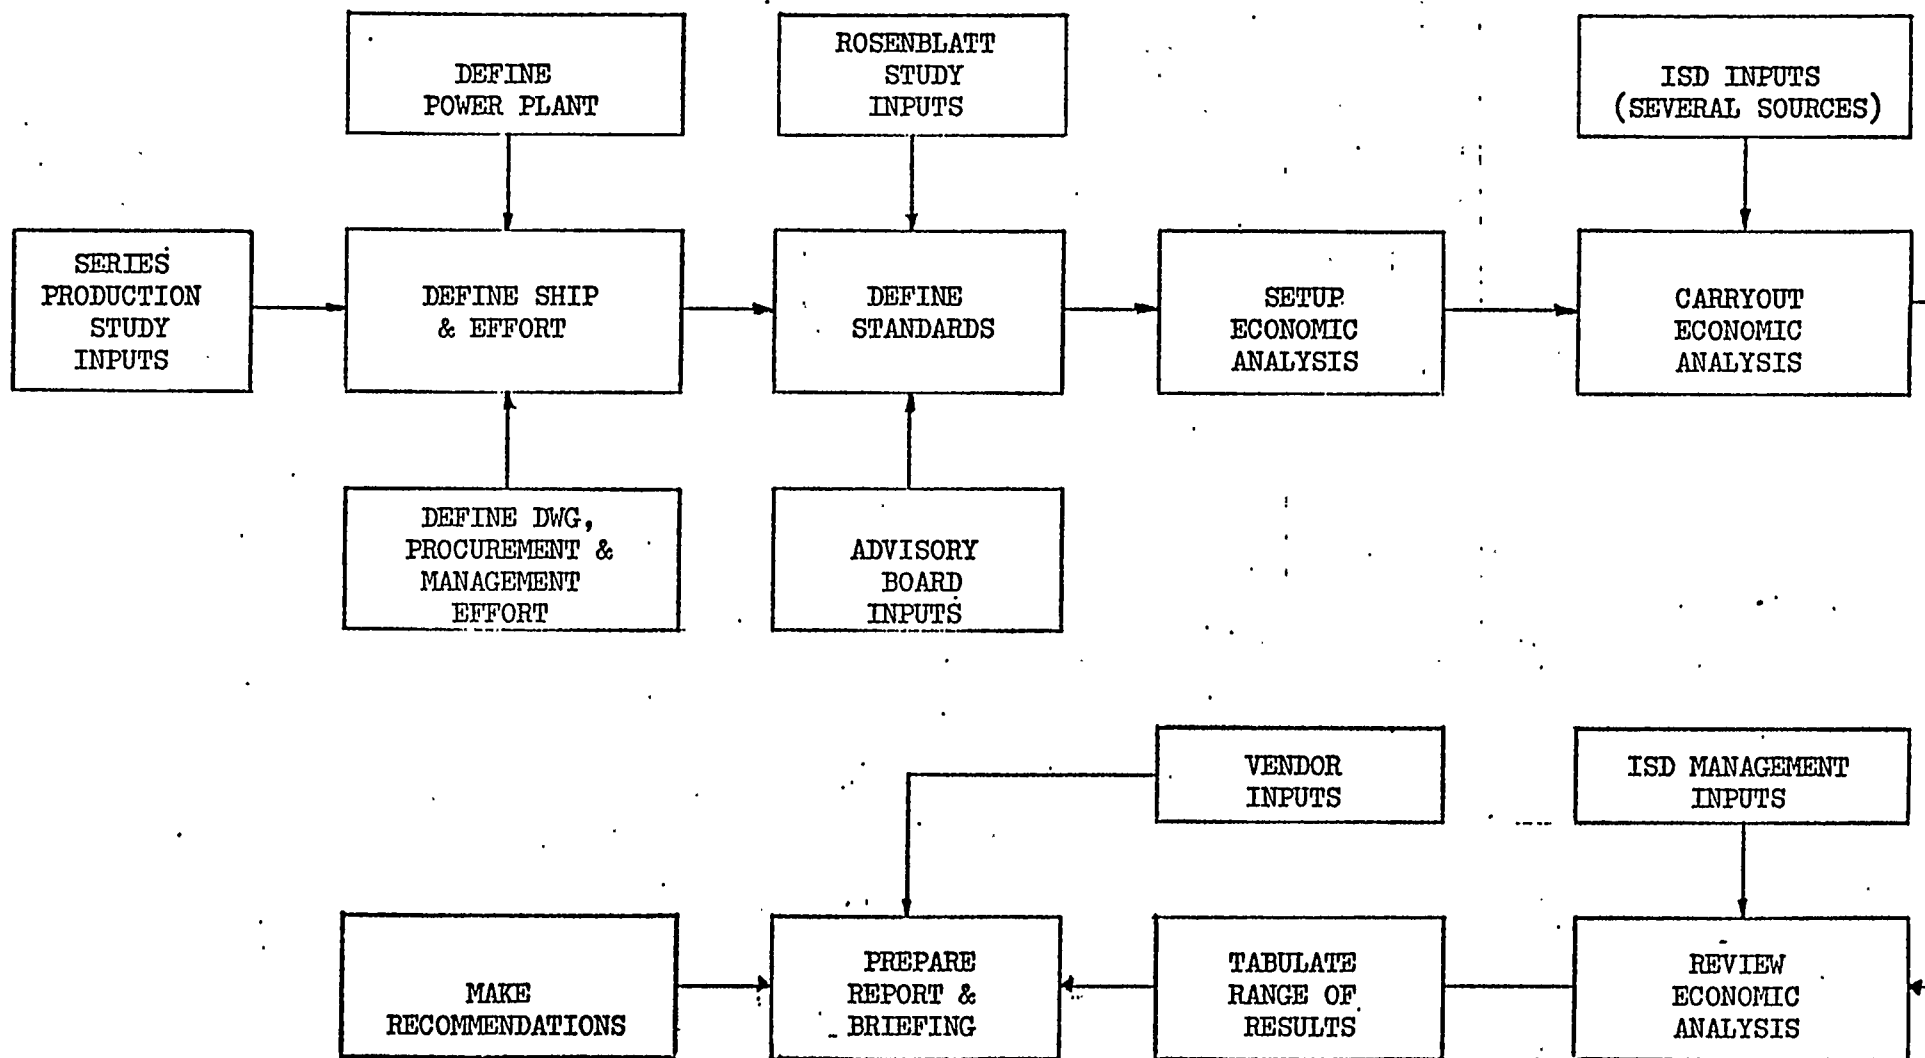 DEFINE
POWER PLANT
ROSENBLATT
STUDY
INPUTS
ISD INPUTS
(SEVERAL SOURCES)
SERIES
PRODUCTION
STUDY
INPUTS
DEFINE SHIP
& EFFORT
DEFINE
STANDARDS
SETUP
ECONOMIC
ANALYSIS
CARRYOUT
ECONOMIC
ANALYSIS
DEFINE DWG,
PROCUREMENT &
MANAGEMENT
EFFORT
ADVISORY
BOARD
INPUTS
VENDOR
INPUTS
ISD MANAGEMENT
INPUTS
MAKE
RECOMMENDATIONS
PREPARE
REPORT &
BRIEFING
TABULATE
RANGE OF
RESULTS
REVIEW
ECONOMIC
ANALYSIS